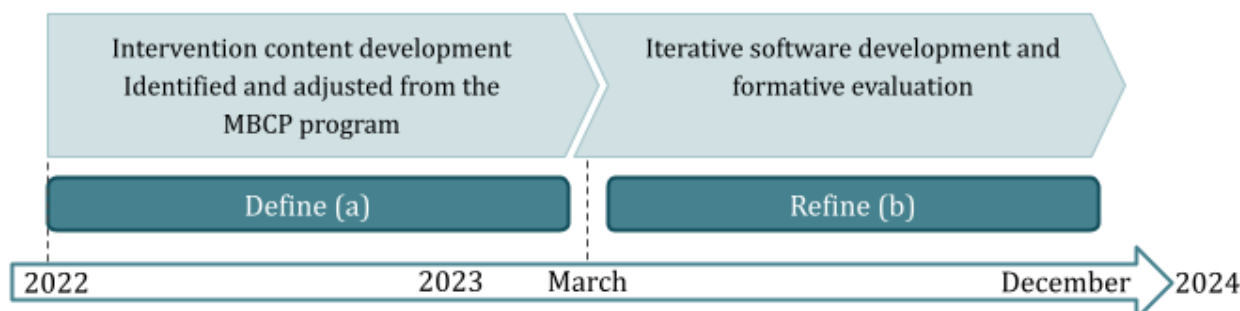 Intervention content development
Identified and adjusted from the
MBCP program
Iterative software development and
formative evaluation
Define (a)
Refine (b)
2022 2023 March December 2024